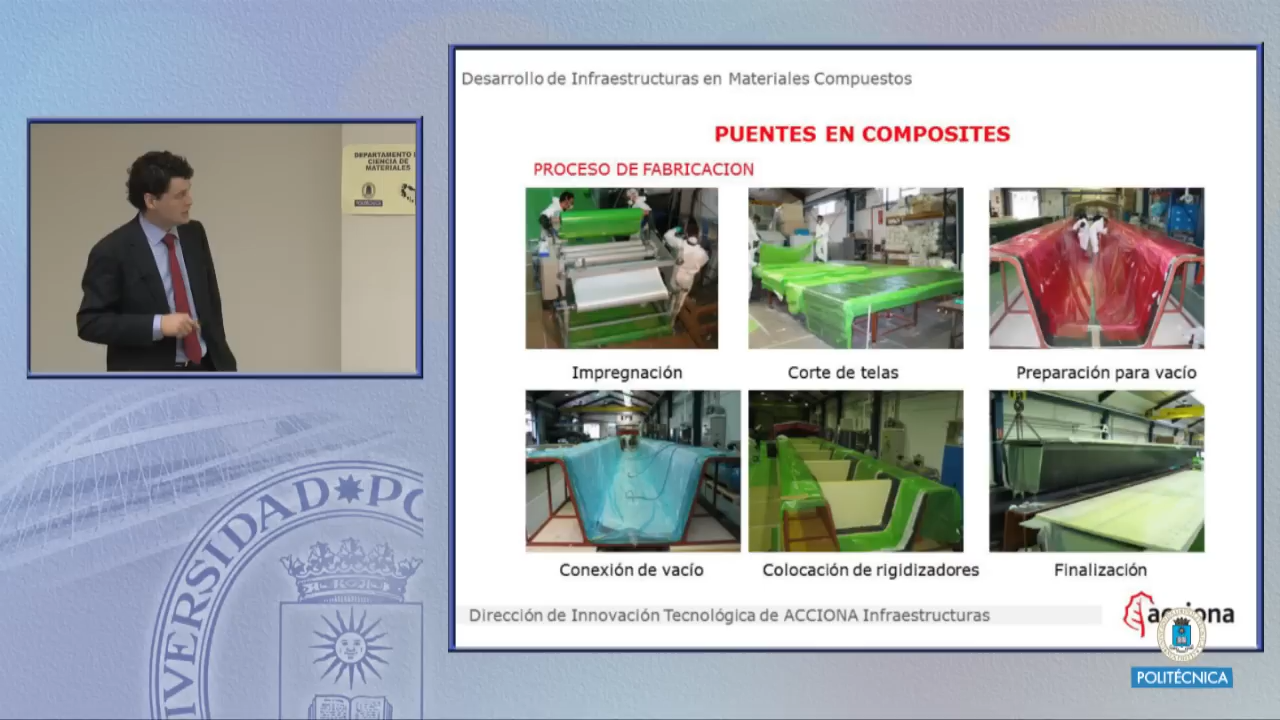 Desarrollo de Infraestructuras en Materiales Compuestos
PUENTES EN COMPOSITES
PROCESO DE FABRICACION
Impregnación
Corte de telas
Preparación para vacío
Conexión de vacío
Colocación de rigidizadores
Finalización
Dirección de Innovación Tecnológica de ACCIONA Infraestructuras
acciona
POLITÉCNICA
DEPARTAMENTO
CIENCIA DE
MATERIALES
POLITÉCNICA
VERSIDAD PO